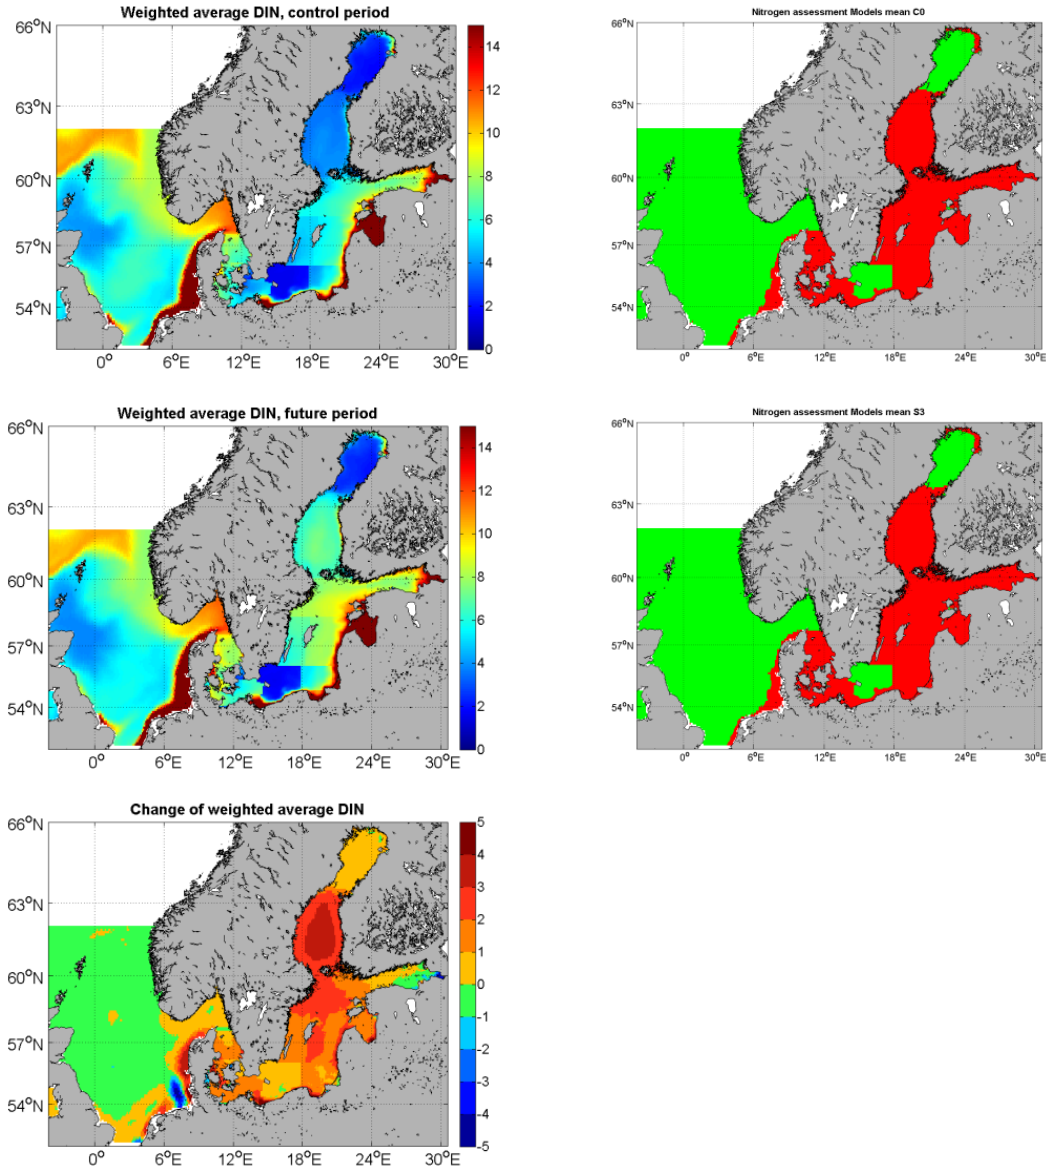 Weighted average DIN, control period
66°N
63°N
60°N
57°N
54°N
0°
6°E
12°E
18°E
24°E
30°E
14
12
10
8
6
4
2
0
Nitrogen assessment Models mean C0
66°N
63°N
60°N
57°N
54°N
0°
6°E
12°E
18°E
24°E
30°E
Weighted average DIN, future period
66°N
63°N
60°N
57°N
54°N
0°
6°E
12°E
18°E
24°E
30°E
14
12
10
8
6
4
2
0
Nitrogen assessment Models mean S3
66°N
63°N
60°N
57°N
54°N
0°
6°E
12°E
18°E
24°E
30°E
Change of weighted average DIN
66°N
63°N
60°N
57°N
54°N
0°
6°E
12°E
18°E
24°E
30°E
5
4
3
2
1
0
-1
-2
-3
-4
-5